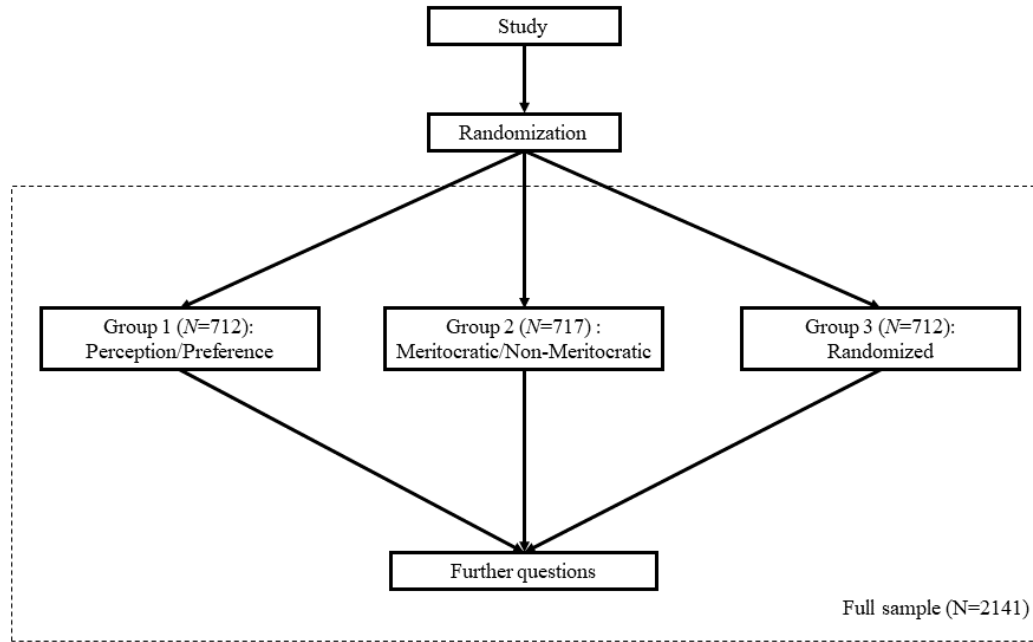 Study
Randomization
Group 1 (N=712):
Perception/Preference
Group 2 (N=717) :
Meritocratic/Non-Meritocratic
Group 3 (N=712):
Randomized
Further questions
Full sample (N=2141)